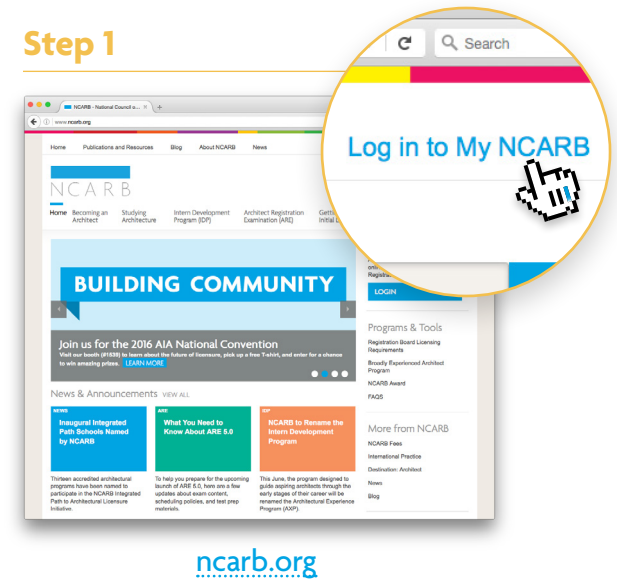 Step 1
Search
Log in to My NCARB
NCARB - National Council o...
www.ncarb.org
Home Publications and Resources Blog About NCARB News
NCARB
Home Becoming an Architect Studying Architecture Intern Development Program (IDP) Architect Registration Examination (ARE)
BUILDING COMMUNITY
Join us for the 2016 AIA National Convention
Visit our booth (#1638) to learn about the future of licensure, pick up a free T-shirt, and enter for a chance
to win amazing prizes. LEARN MORE
LOGIN
Programs & Tools
Registration Board Licensing
Requirements
Broadly Experienced Architect
Program
NCARB Award
FAQS
News & Announcements VIEW ALL
NEWS
Inaugural Integrated
Path Schools Named
by NCARB
Thirteen accredited architectural
programs have been named to
participate in the NCARB Integrated
Path to Architectural Licensure
Initiative.
ARE
What You Need to
Know About ARE 5.0
To help you prepare for the upcoming
launch of ARE 5.0, here are a few
updates about exam content,
scheduling policies, and test prep
materials.
IDP
NCARB to Rename the
Intern Development
Program
This June, the program designed to
guide aspiring architects through the
early stages of their career will be
renamed the Architectural Experience
Program (AXP).
More from NCARB
NCARB Fees
International Practice
Destination: Architect
News
Blog
ncarb.org